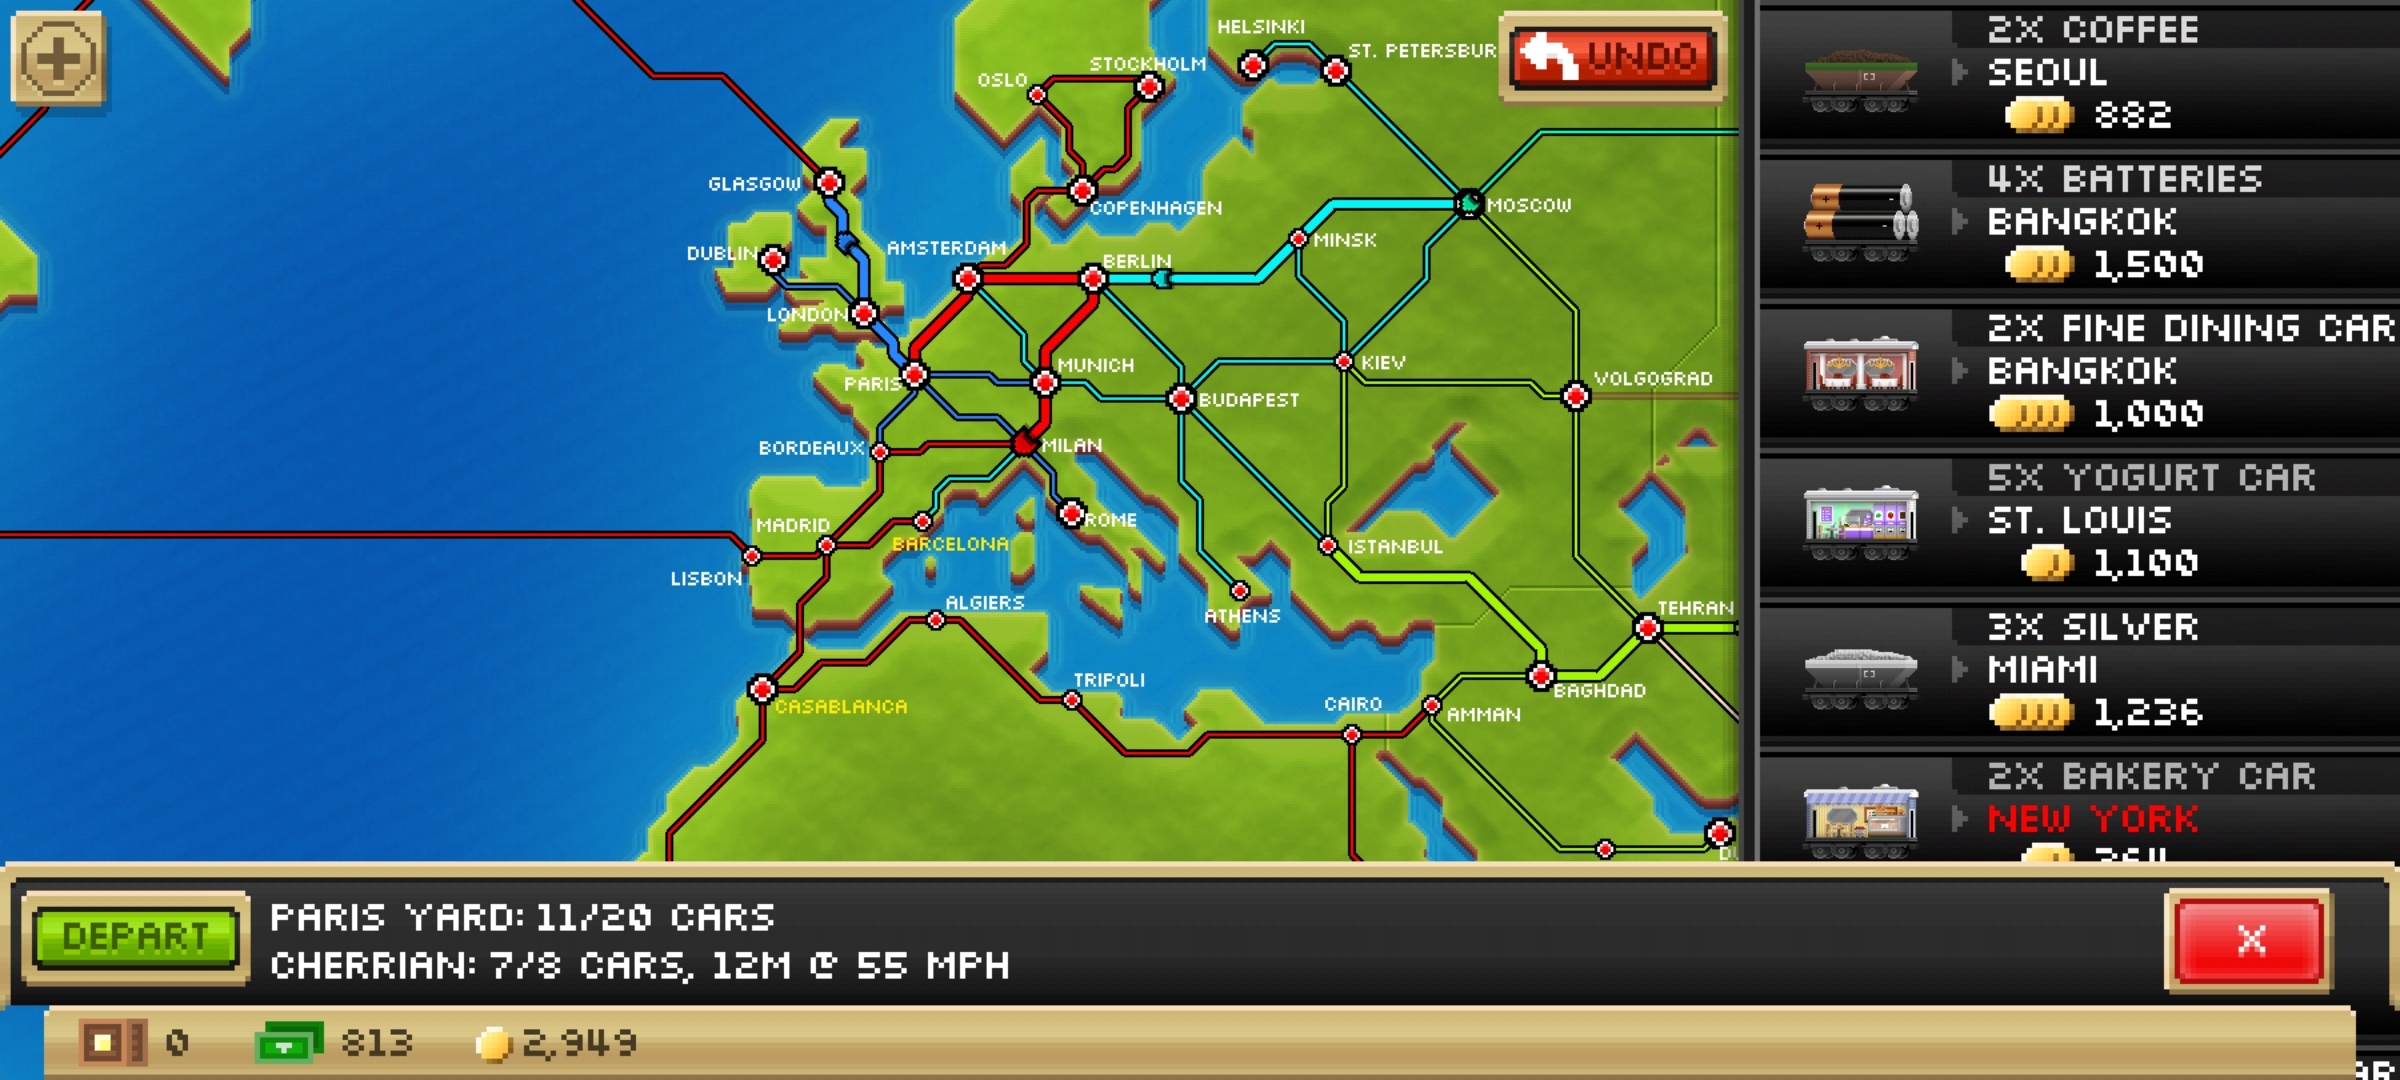 HELSINKI
ST. PETERSBUR
UNDO
STOCKHOLM
OSLO
GLASGOW
COPENHAGEN
MOSCOW
MINSK
DUBLIN
AMSTERDAM
BERLIN
LONDON
MUNICH
KIEV
PARIS
VOLGOGRAD
BUDAPEST
BORDEAUX
MILAN
MADRID
ROME
BARCELONA
ISTANBUL
LISBON
ALGIERS
ATHENS
TEHRAN
TRIPOLI
BAGHDAD
CASABLANCA
CAIRO
AMMAN
2X COFFEE
SEOUL
882
4X BATTERIES
BANGKOK
1,500
2X FINE DINING CAR
BANGKOK
1,000
5X YOGURT CAR
ST. LOUIS
1,100
3X SILVER
MIAMI
1,236
2X BAKERY CAR
NEW YORK
DEPART
PARIS YARD: 11/20 CARS
CHERRIAN: 7/8 CARS, 12M @ 55 MPH
X
0
813
2,949